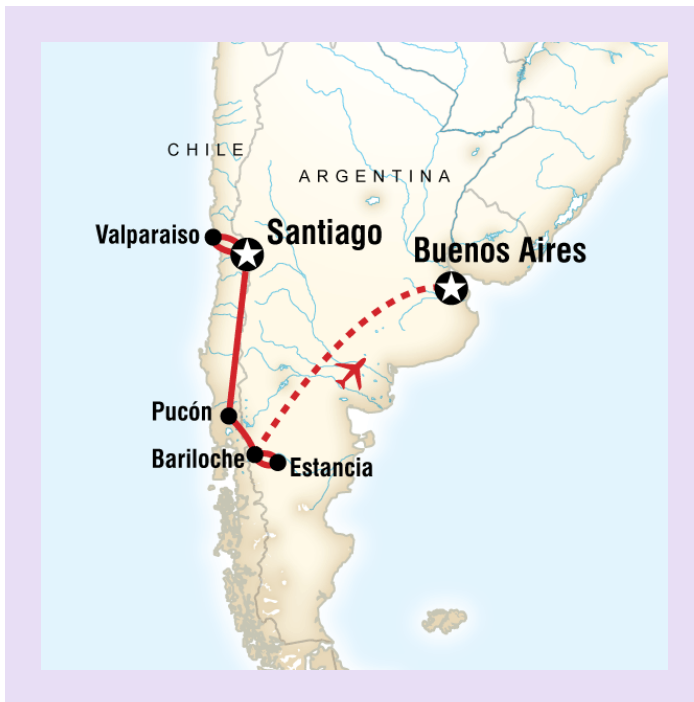 CHILE
ARGENTINA
Valparaiso
Santiago
Buenos Aires
Pucón
Bariloche
Estancia